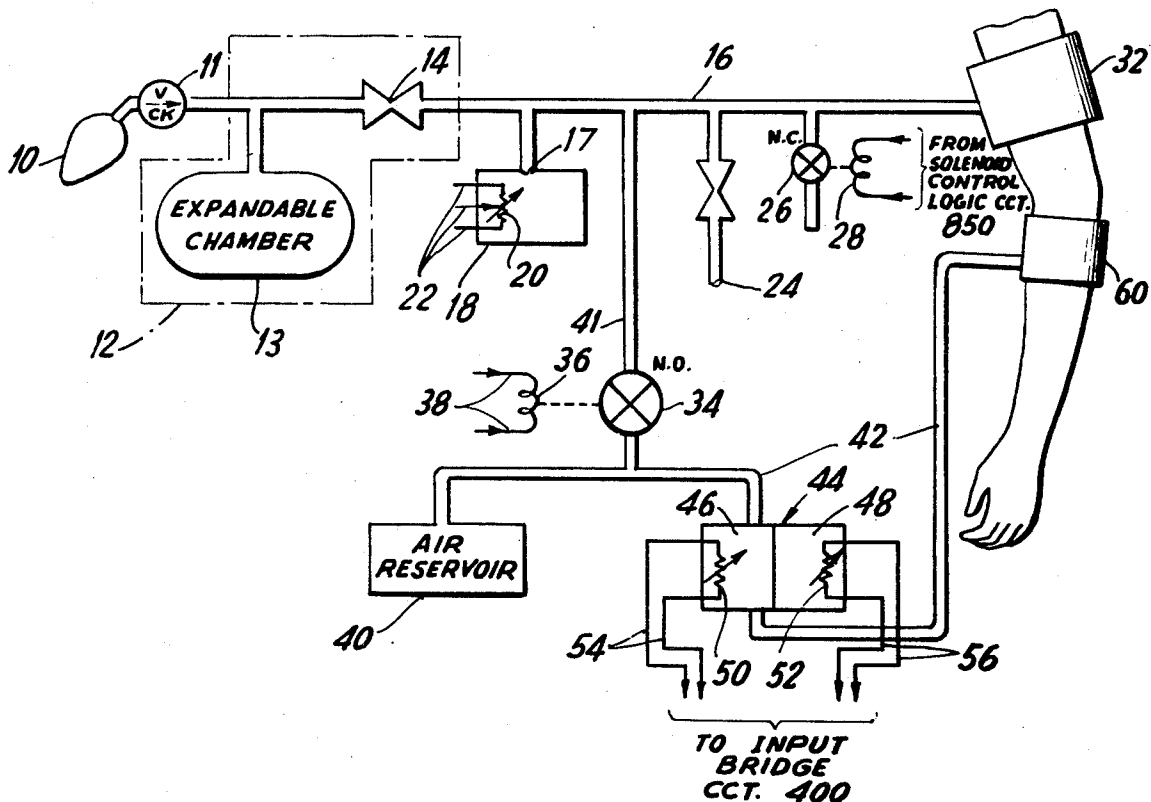 10
11
V
CK
14
16
32
EXPANDABLE
CHAMBER
12
13
17
22
18
20
24
N.C.
26
28
FROM
SOLENOID
CONTROL
LOGIC CCT.
850
60
41
N.O.
36
38
34
42
AIR
RESERVOIR
40
46
44
48
54
50
52
56
TO INPUT
BRIDGE
CCT. 400